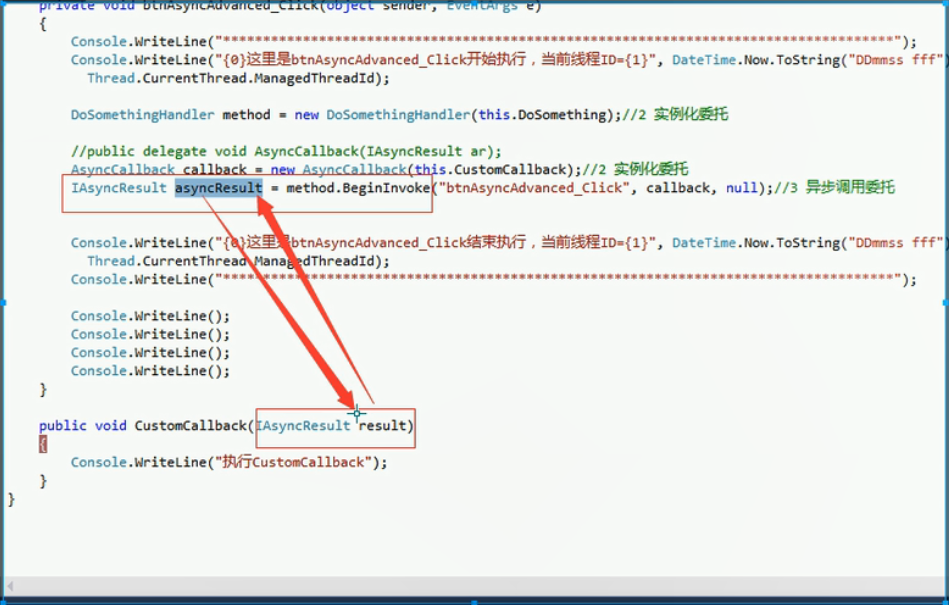 private void btnAsyncAdvanced_Click(object sender, EventArgs e)
{
Console.WriteLine("************************************************************************************");
Console.WriteLine("{0}这里是btnAsyncAdvanced_Click开始执行，当前线程ID={1}", DateTime.Now.ToString("DDmmss fff")
Thread.CurrentThread.ManagedThreadId);
DoSomethingHandler method = new DoSomethingHandler(this.DoSomething);//2 实例化委托
//public delegate void AsyncCallback(IAsyncResult ar);
AsyncCallback callback = new AsyncCallback(this.CustomCallback);//2 实例化委托
IAsyncResult asyncResult = method.BeginInvoke("btnAsyncAdvanced_Click", callback, null);//3 异步调用委托
Console.WriteLine("{0}这里是btnAsyncAdvanced_Click结束执行，当前线程ID={1}", DateTime.Now.ToString("DDmmss fff")
Thread.CurrentThread.ManagedThreadId);
Console.WriteLine("************************************************************************************");
Console.WriteLine();
Console.WriteLine();
Console.WriteLine();
Console.WriteLine();
}
public void CustomCallback(IAsyncResult result)
{
Console.WriteLine("执行CustomCallback");
}
}